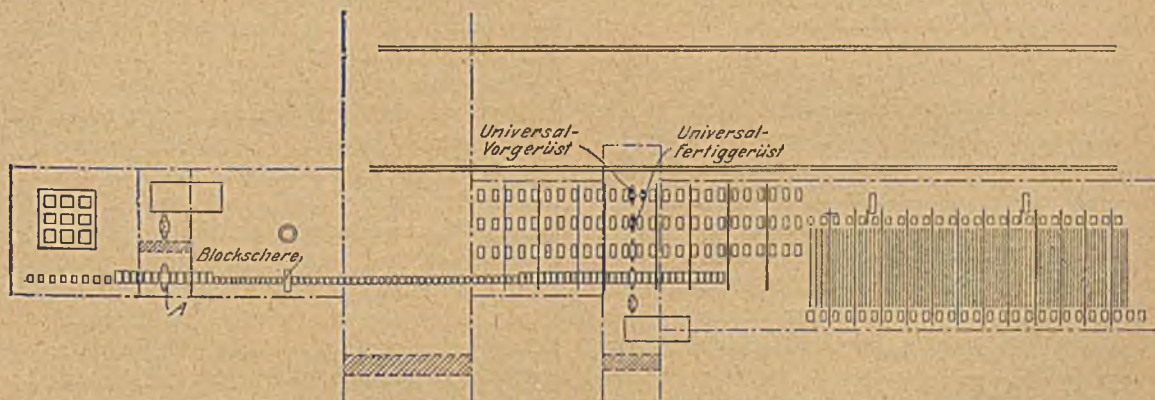 Universal-
Vorgerüst
Universal-
Fertiggerüst
Blockschere
A